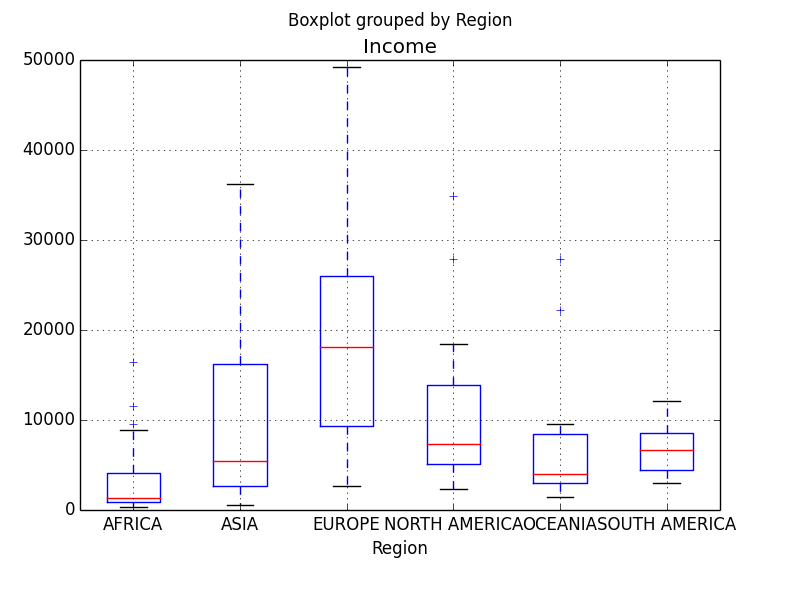 Boxplot grouped by Region
Income
50000
40000
30000
20000
10000
0
AFRICA ASIA EUROPE NORTH AMERICA OCEANIA SOUTH AMERICA
Region